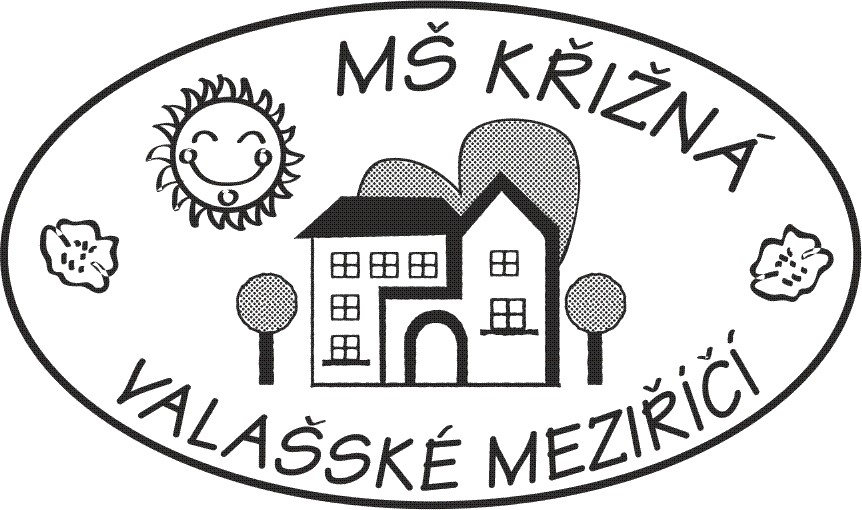 MŠ KŘIŽNÁ
VALAŠSKÉ MEZIŘÍČÍ